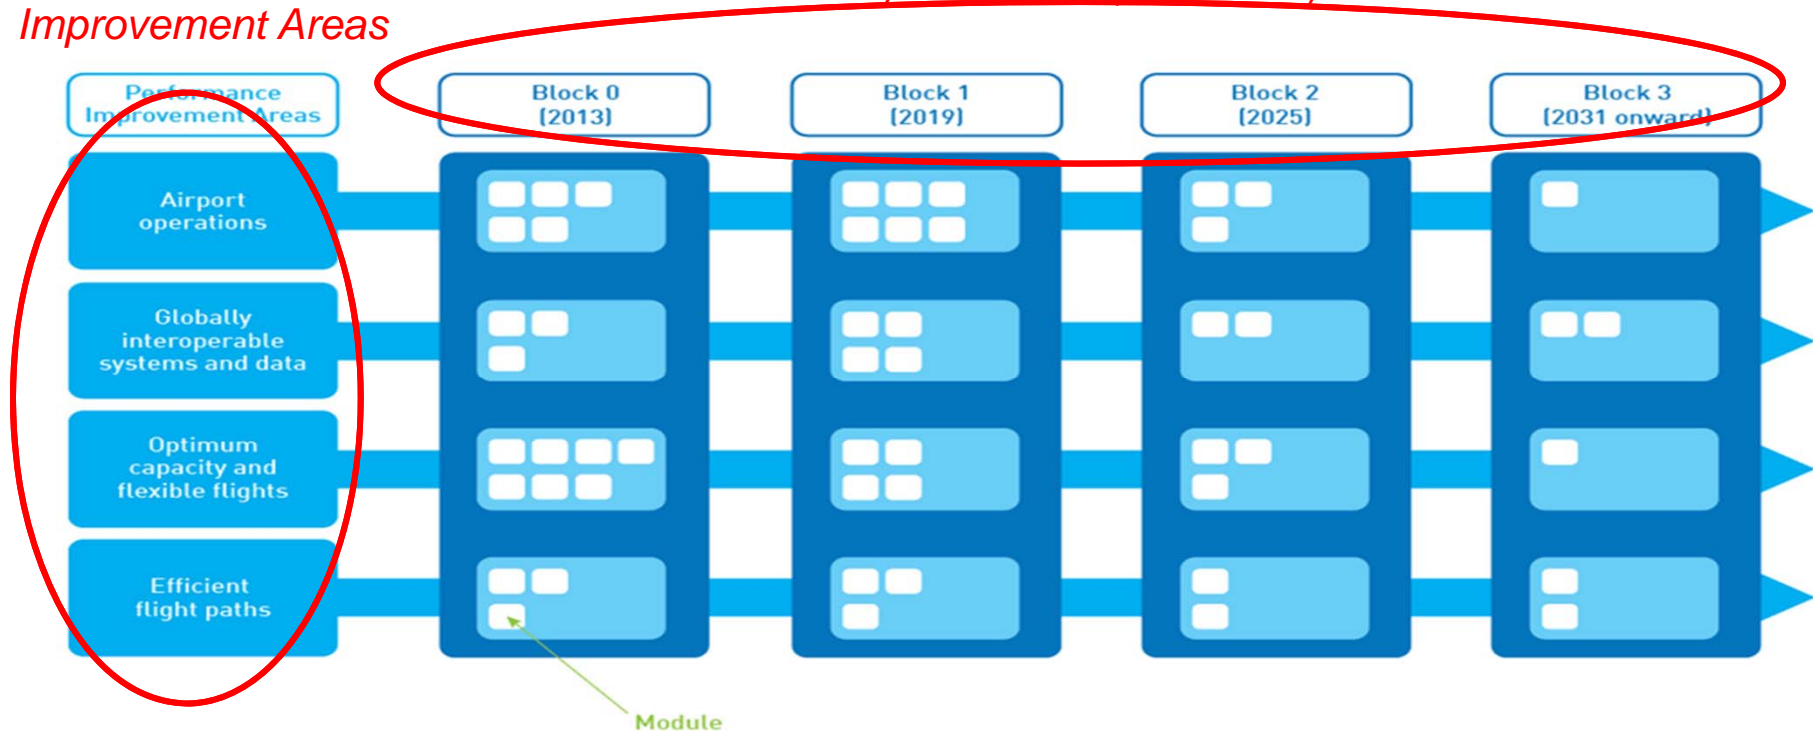 Improvement Areas
Performance
Improvement Areas
Block 0
(2013)
Block 1
(2019)
Block 2
(2025)
Block 3
(2031 onward)
Airport
operations
Globally
interoperable
systems and data
Optimum
capacity and
flexible flights
Efficient
flight paths
Module